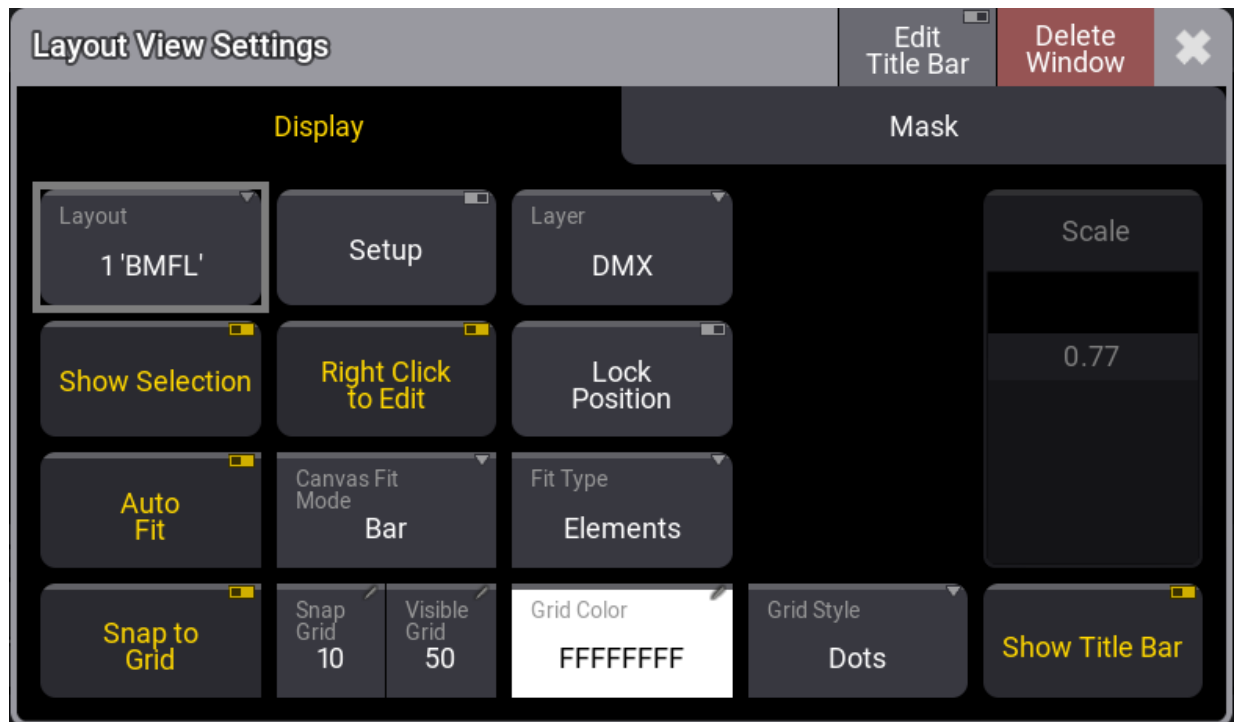 Layout View Settings
Edit
Title Bar
Delete
Window
Display
Mask
Layout
1 'BMFL'
Setup
Layer
DMX
Scale
0.77
Show Selection
Right Click
to Edit
Lock
Position
Auto
Fit
Canvas Fit
Mode
Bar
Fit Type
Elements
Snap to
Grid
Snap
Grid
10
Visible
Grid
50
Grid Color
FFFFFFFF
Grid Style
Dots
Show Title Bar